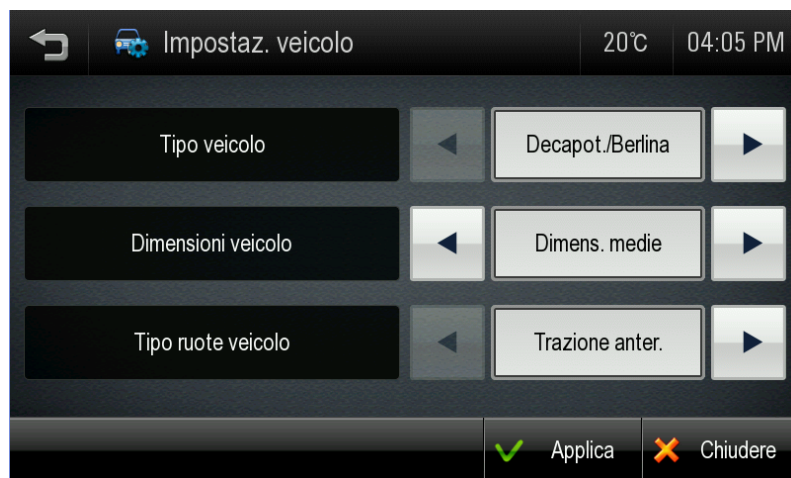 Impostaz. veicolo 20℃ 04:05 PM
Tipo veicolo Decapot./Berlina
Dimensioni veicolo Dimens. medie
Tipo ruote veicolo Trazione anter.
Applica Chiudere